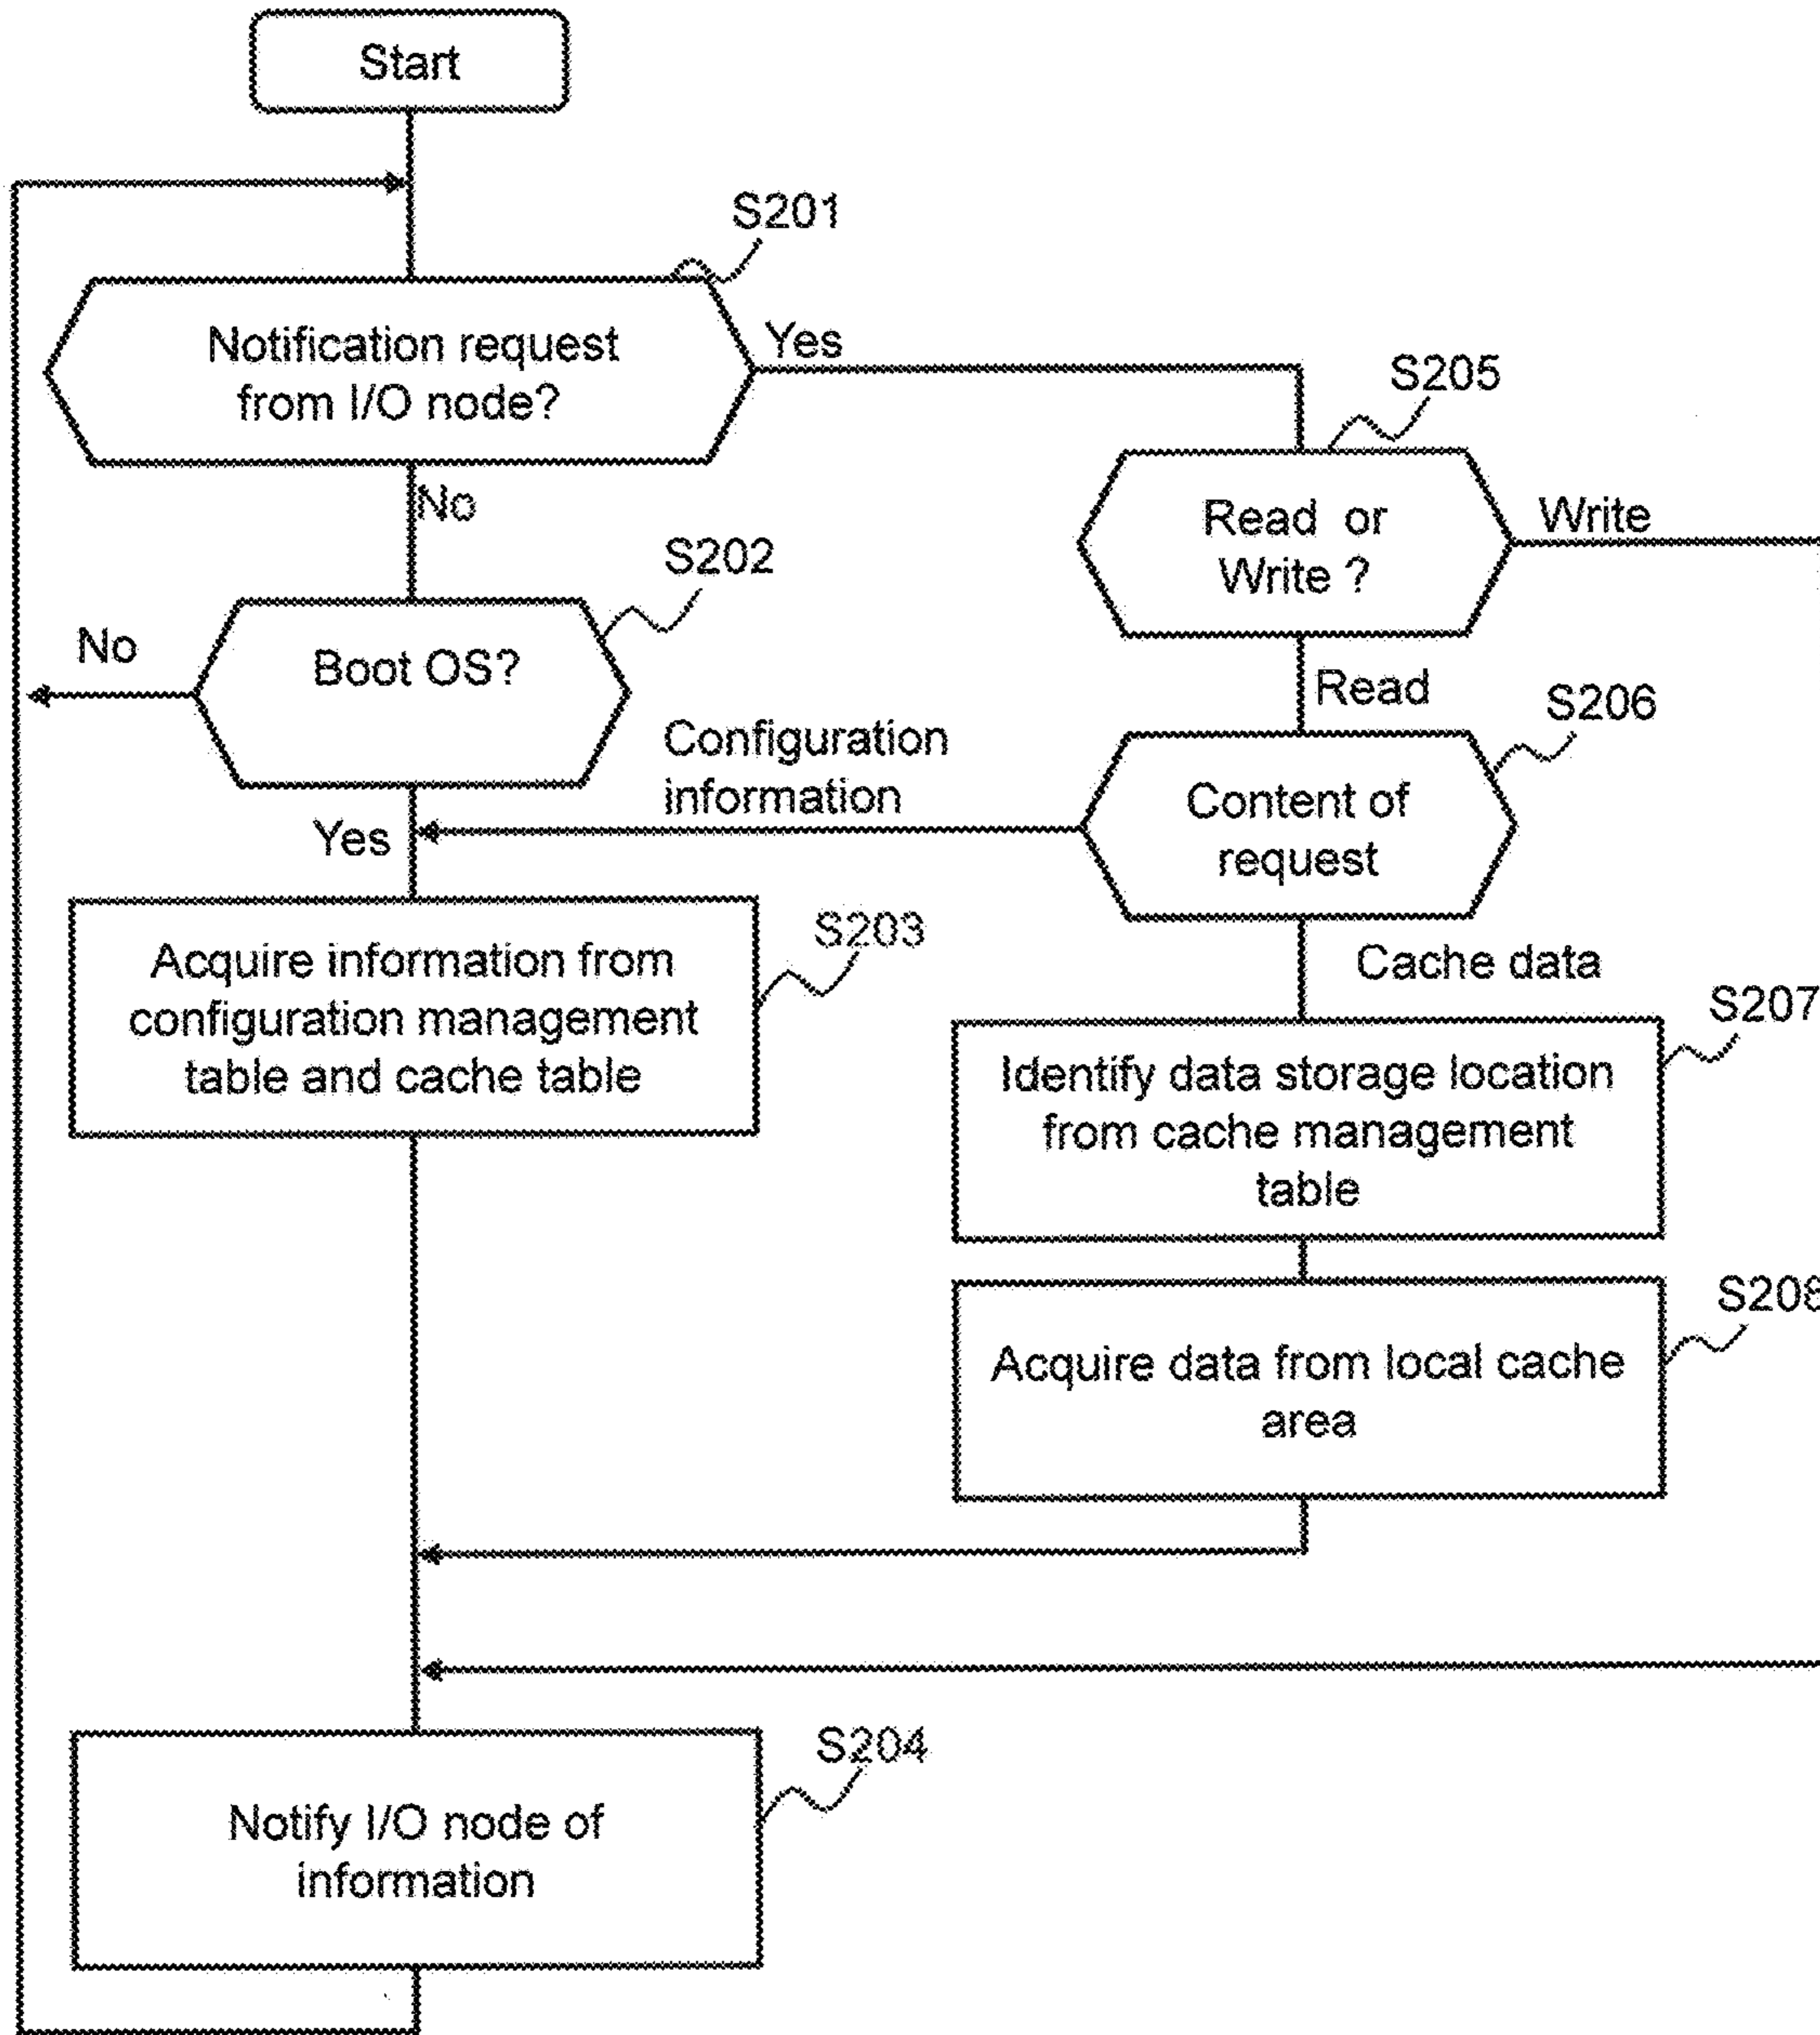 Start
S201
Notification request
from I/O node?
Yes
No
S205
Read or
Write ?
Write
S202
Boot OS?
No
Read
S206
Configuration
information
Content of
request
Yes
Cache data
S203
Acquire information from
configuration management
table and cache table
S207
Identify data storage location
from cache management
table
S208
Acquire data from local cache
area
S204
Notify I/O node of
information